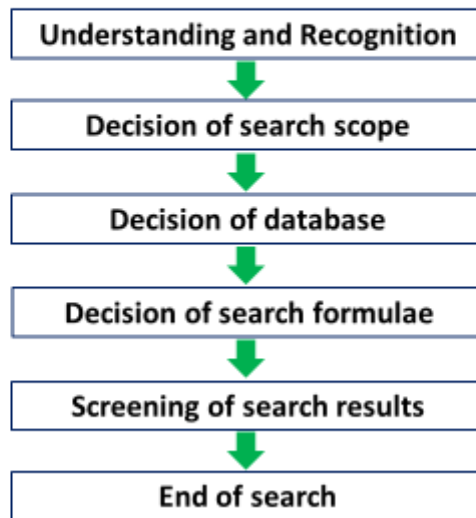 Understanding and Recognition
Decision of search scope
Decision of database
Decision of search formulae
Screening of search results
End of search